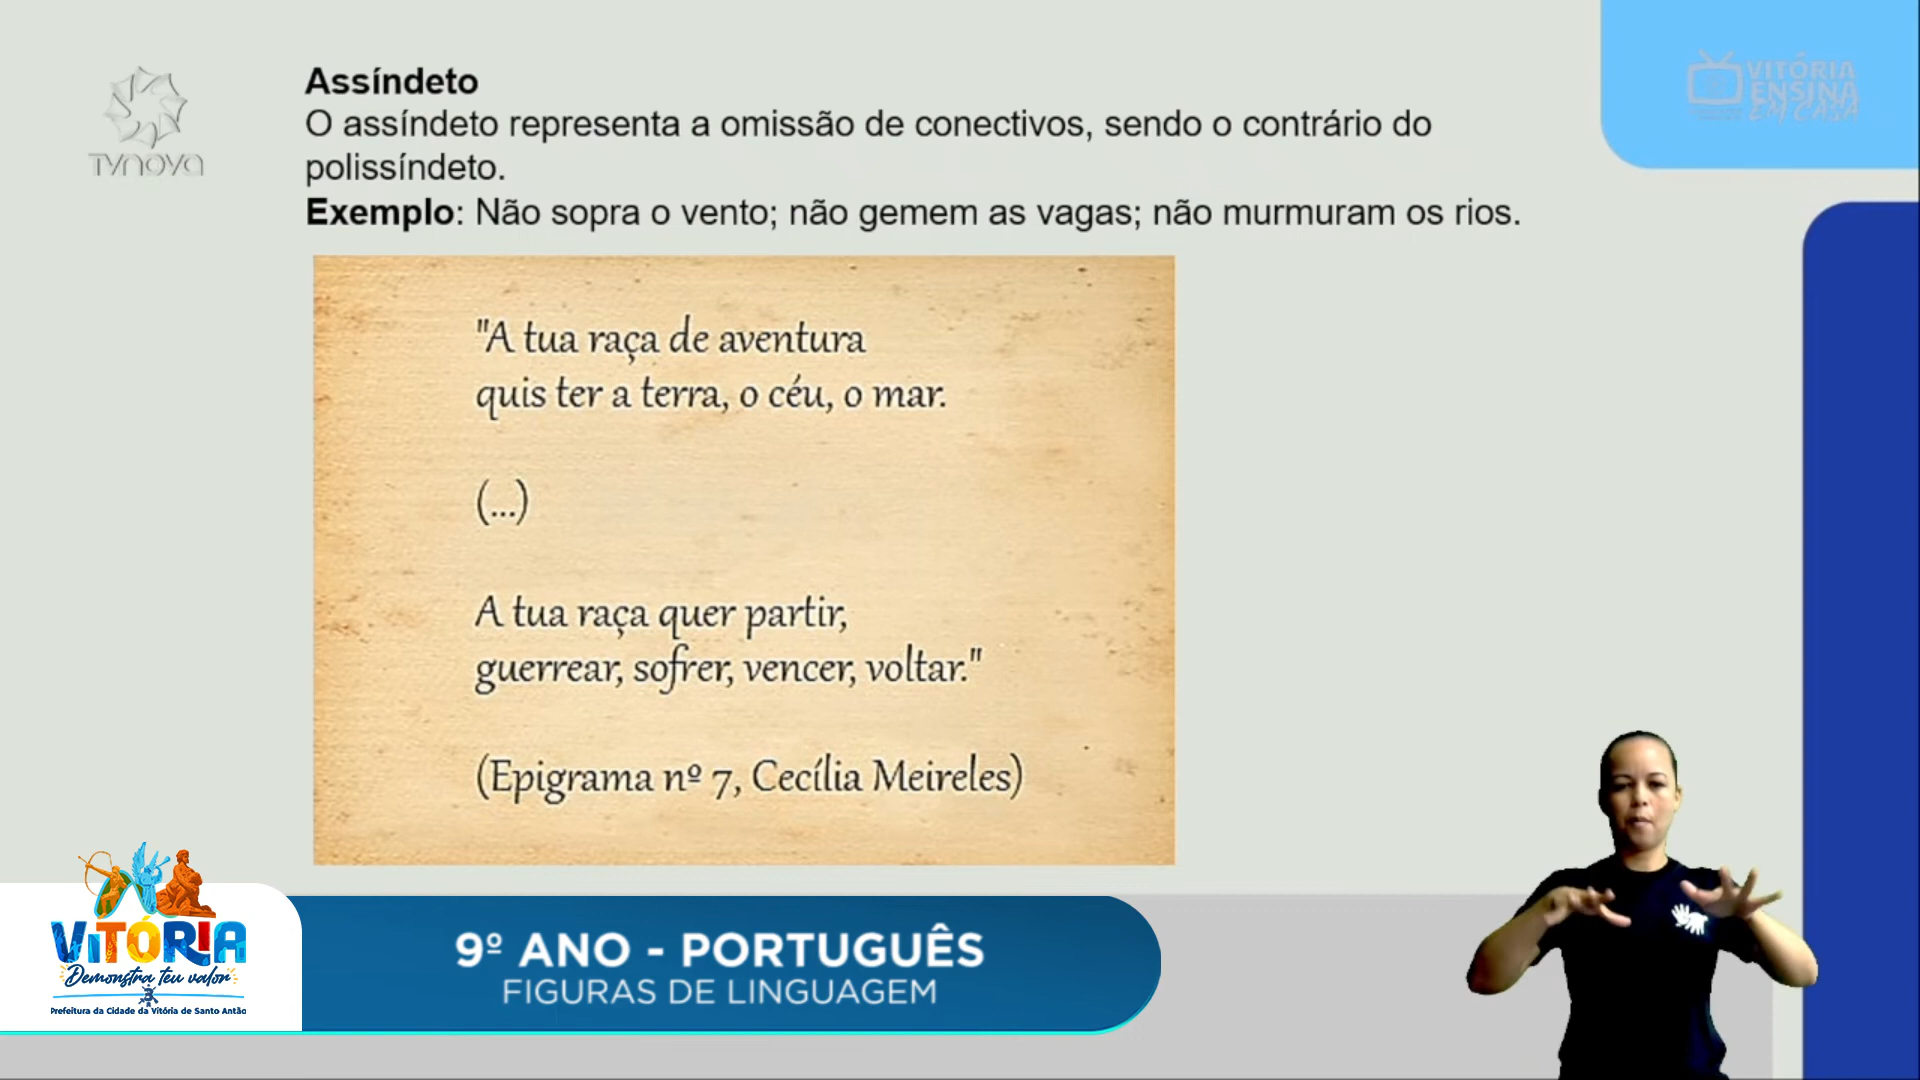 Assíndeto
O assíndeto representa a omissão de conectivos, sendo o contrário do
polissíndeto.
Exemplo: Não sopra o vento; não gemem as vagas; não murmuram os rios.
TVNOVA
VITÓRIA
ENSINA
EM CASA
"A tua raça de aventura
quis ter a terra, o céu, o mar.
(...)
A tua raça quer partir,
guerrear, sofrer, vencer, voltar."
(Epigrama nº 7, Cecília Meireles)
VITÓRIA
Demonstra teu valor
Prefeitura da Cidade da Vitória de Santo Antão
9º ANO - PORTUGUÊS
FIGURAS DE LINGUAGEM